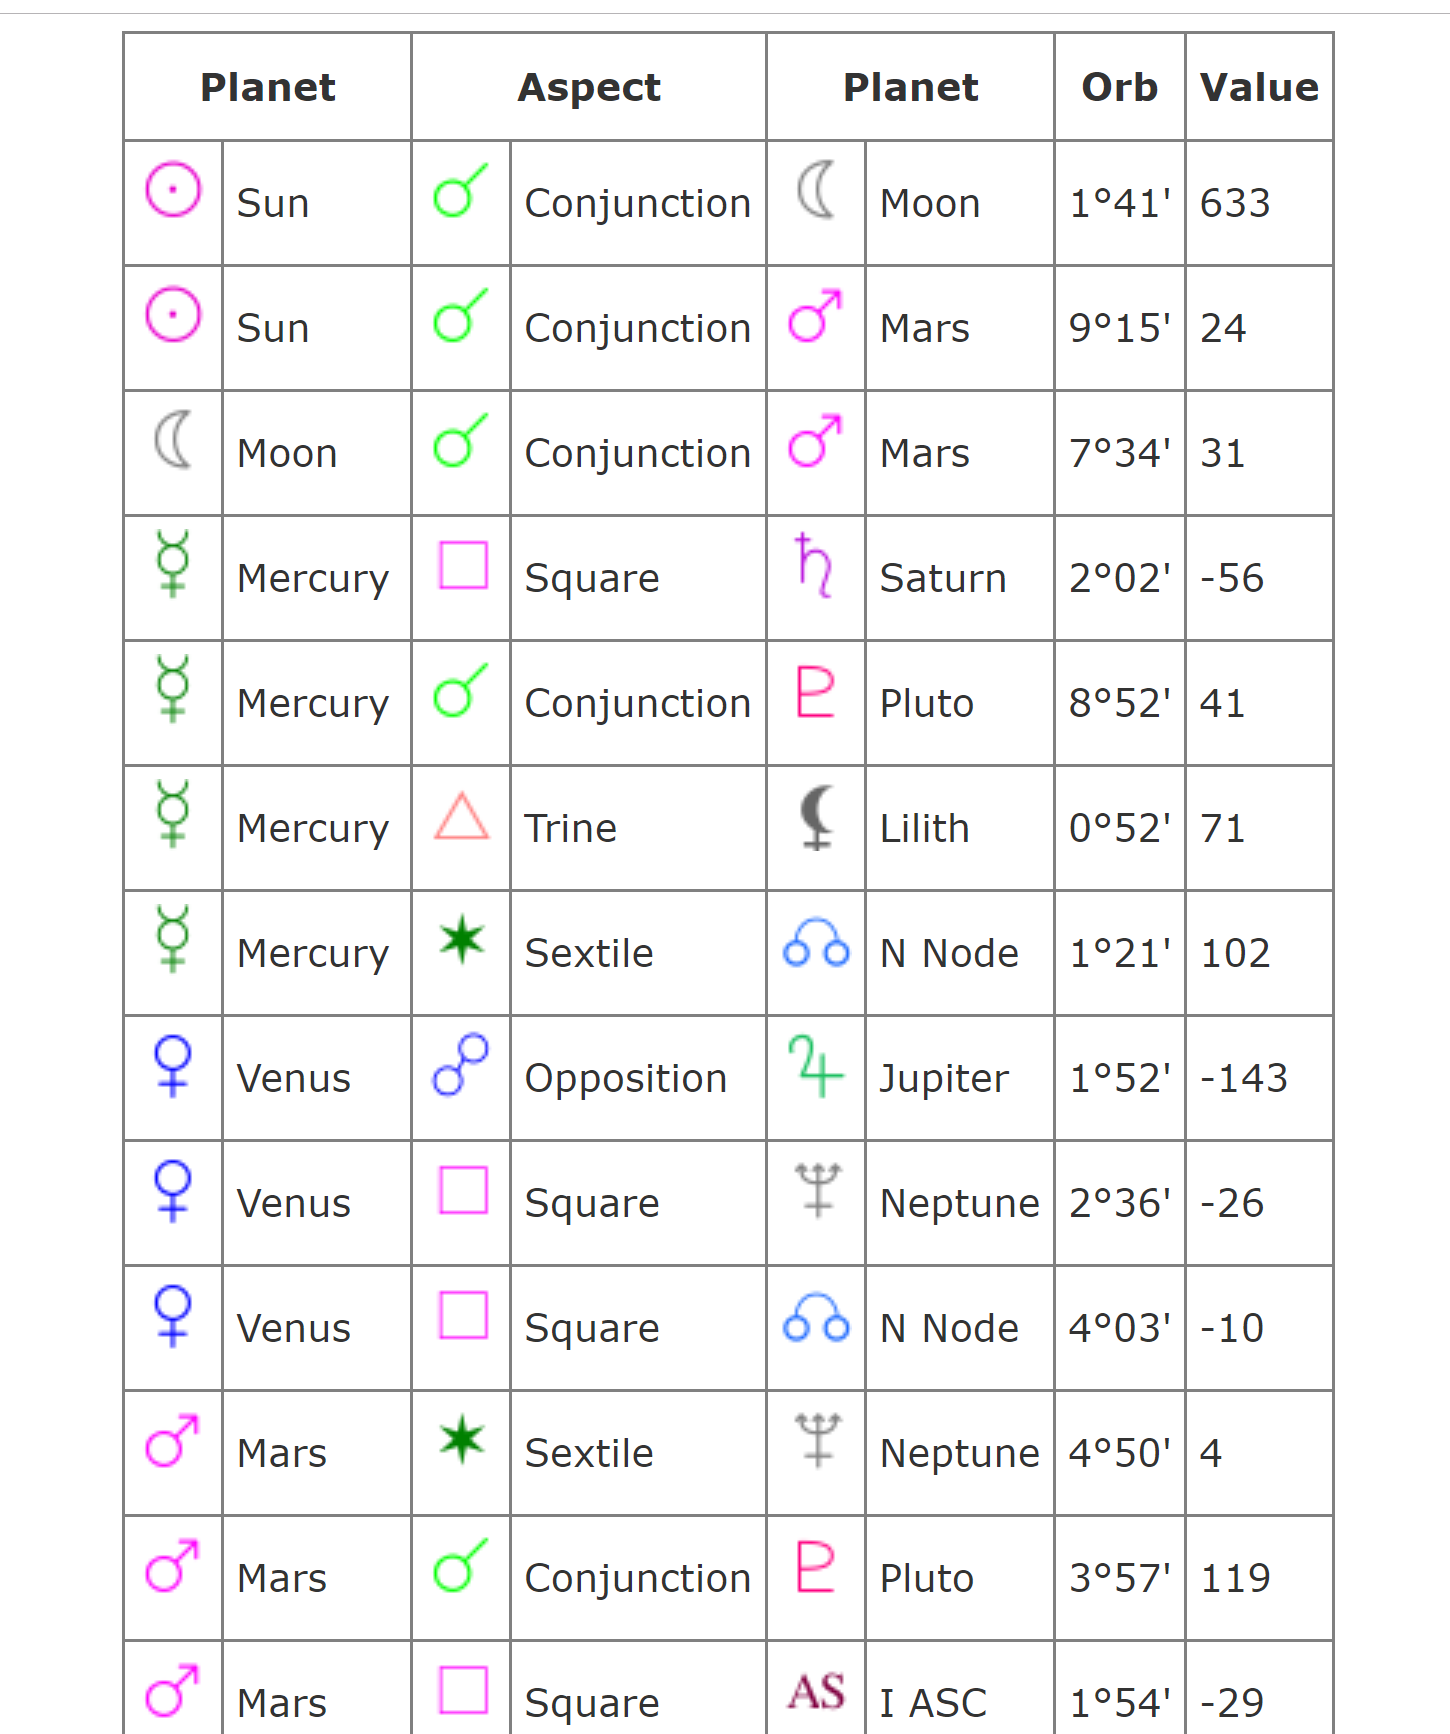 Planet Aspect Planet Orb Value
Sun Conjunction Moon 1°41' 633
Sun Conjunction Mars 9°15' 24
Moon Conjunction Mars 7°34' 31
Mercury Square Saturn 2°02' -56
Mercury Conjunction Pluto 8°52' 41
Mercury Trine Lilith 0°52' 71
Mercury Sextile N Node 1°21' 102
Venus Opposition Jupiter 1°52' -143
Venus Square Neptune 2°36' -26
Venus Square N Node 4°03' -10
Mars Sextile Neptune 4°50' 4
Mars Conjunction Pluto 3°57' 119
Mars Square AS I ASC 1°54' -29